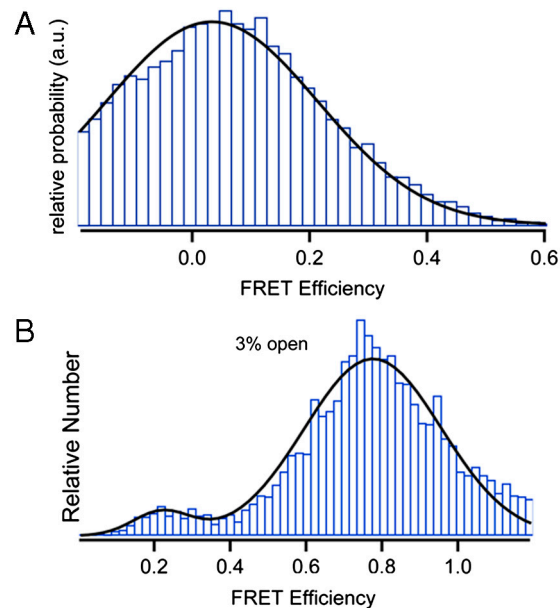 A
relative probability (a.u.)
0.0 0.2 0.4 0.6
FRET Efficiency
B
3% open
Relative Number
0.2 0.4 0.6 0.8 1.0
FRET Efficiency